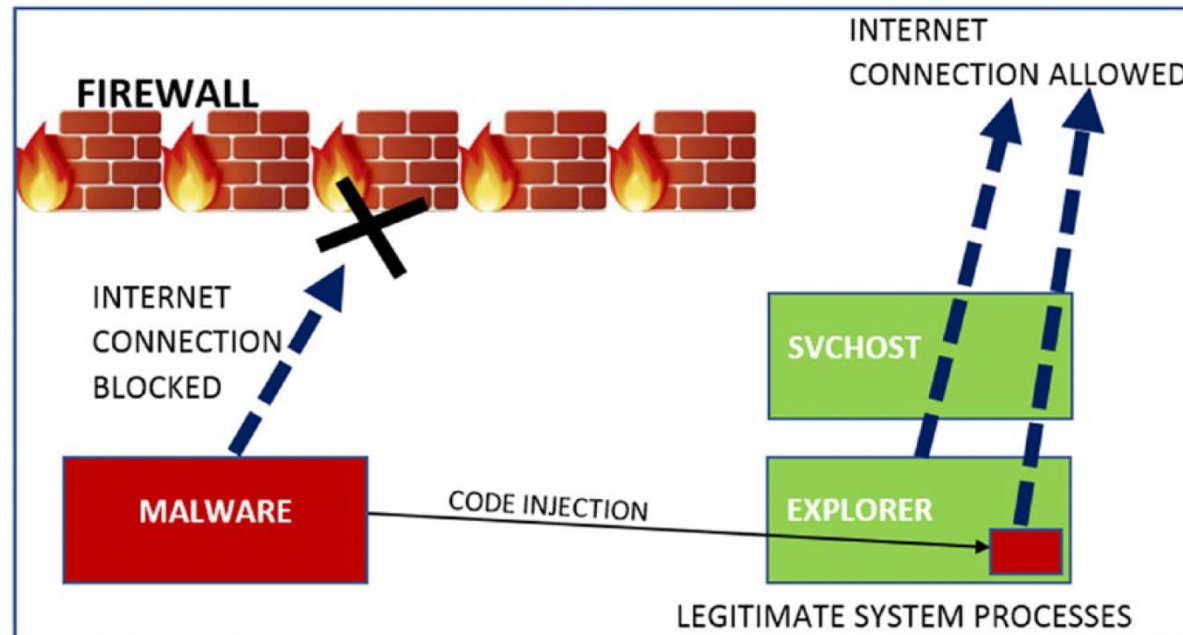 INTERNET
CONNECTION ALLOWED
FIREWALL
INTERNET
CONNECTION
BLOCKED
SVCHOST
MALWARE
CODE INJECTION
EXPLORER
LEGITIMATE SYSTEM PROCESSES